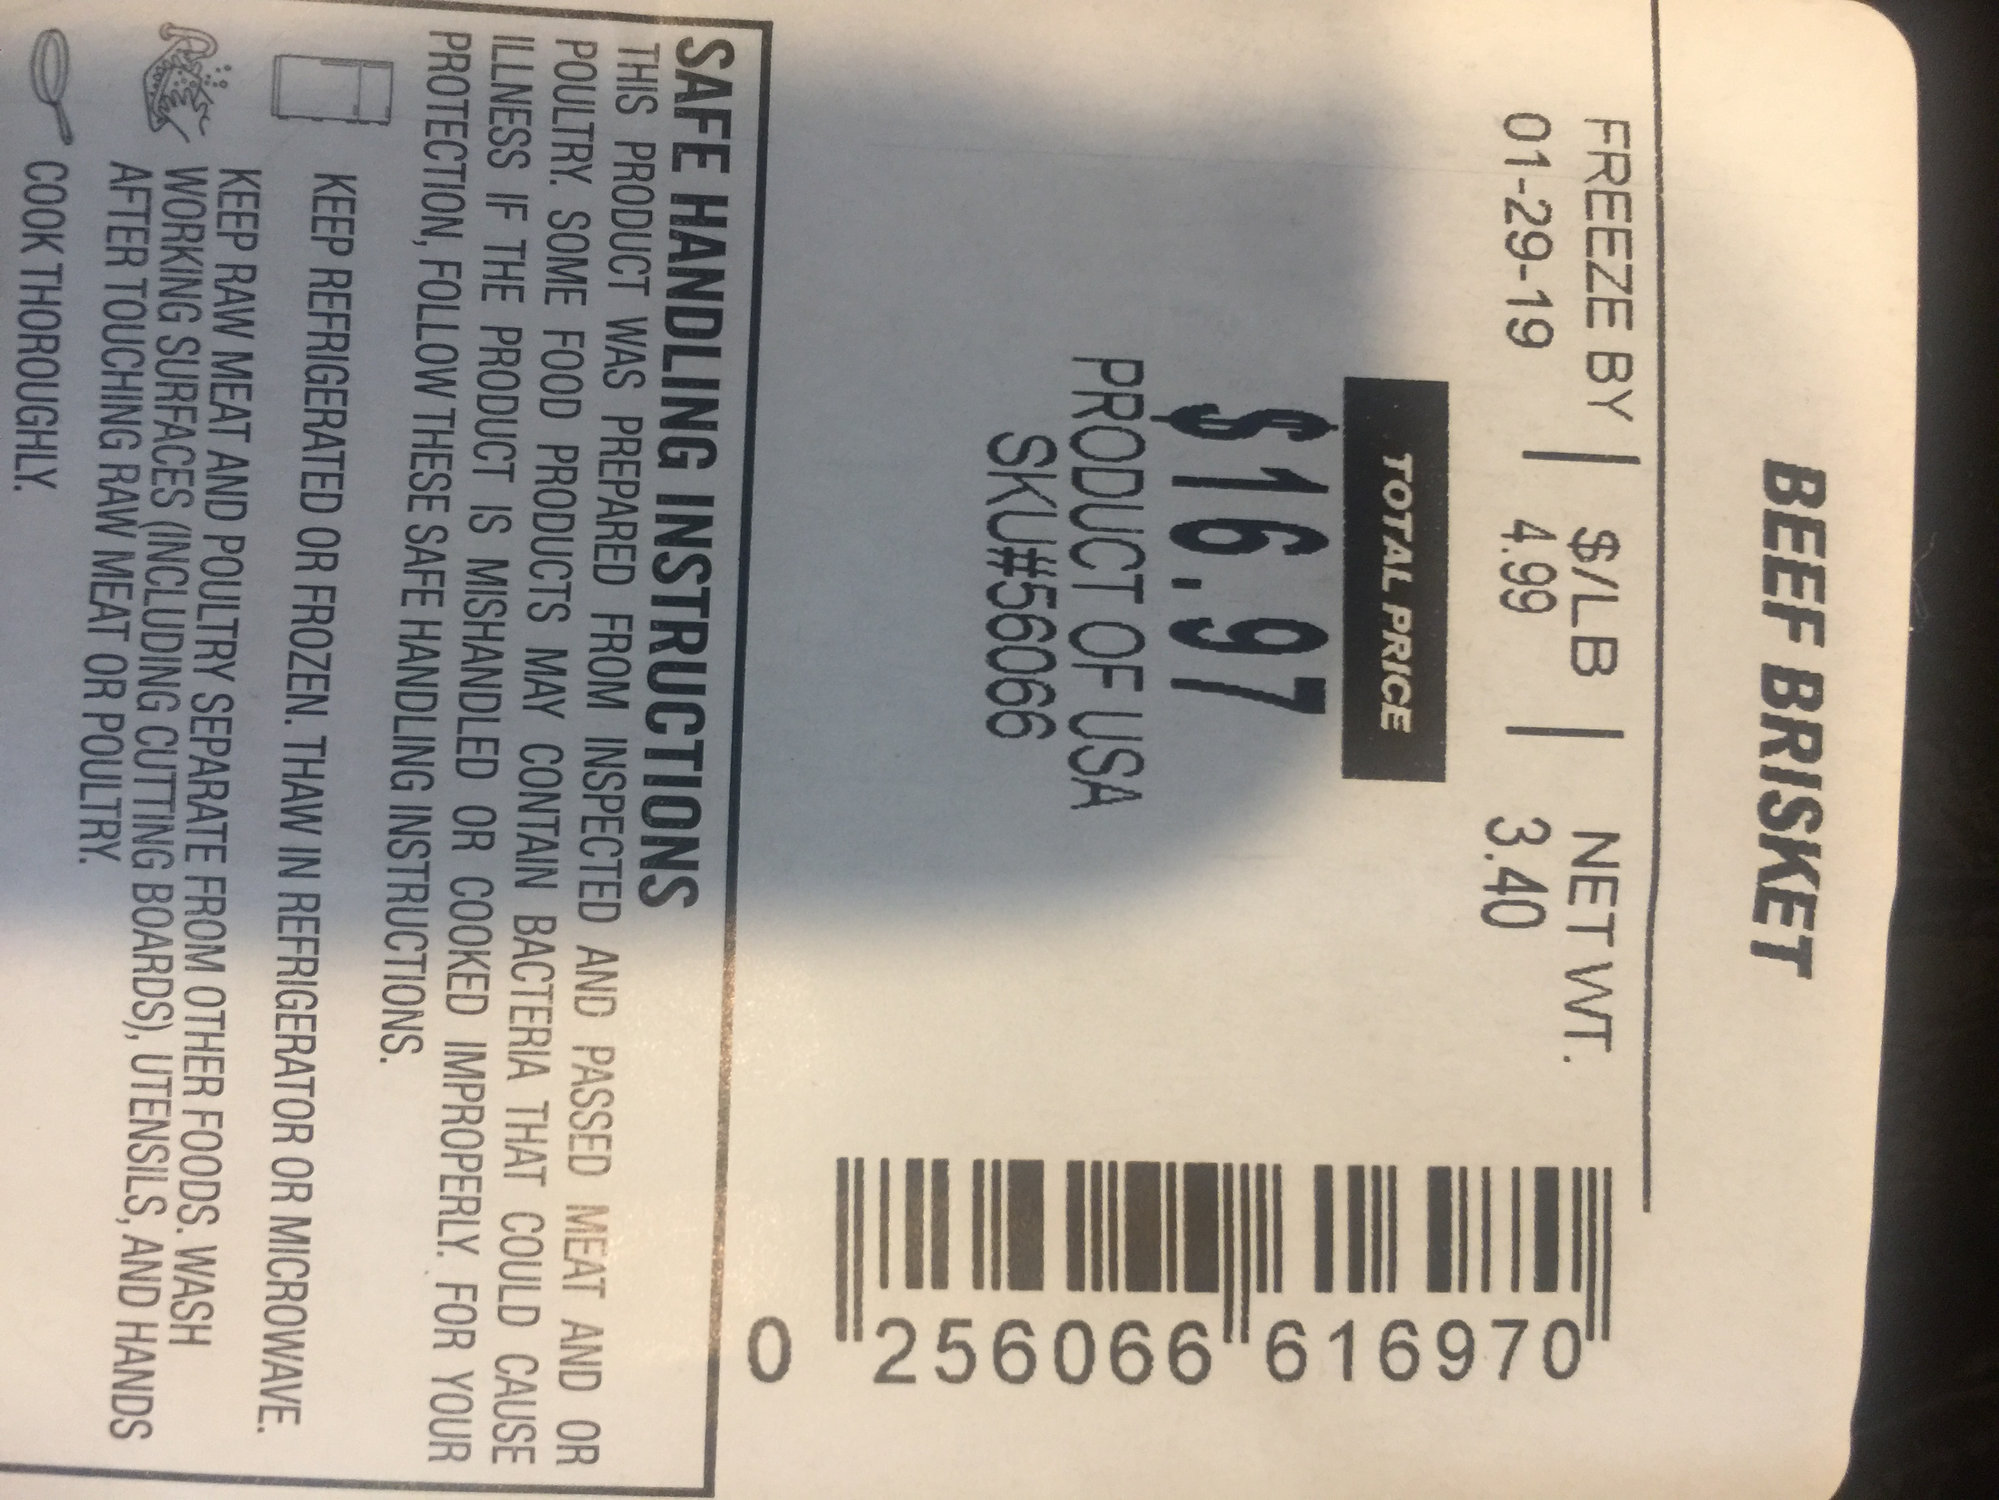 BEEF BRISKET
FREEZE BY | $/LB | NET WT.
01-29-19 | 4.99 | 3.40
TOTAL PRICE
$16.97
PRODUCT OF USA
SKU#56066
0 256066 616970
SAFE HANDLING INSTRUCTIONS
THIS PRODUCT WAS PREPARED FROM INSPECTED AND PASSED MEAT AND OR
POULTRY. SOME FOOD PRODUCTS MAY CONTAIN BACTERIA THAT COULD CAUSE
ILLNESS IF THE PRODUCT IS MISHANDLED OR COOKED IMPROPERLY. FOR YOUR
PROTECTION, FOLLOW THESE SAFE HANDLING INSTRUCTIONS.
KEEP REFRIGERATED OR FROZEN. THAW IN REFRIGERATOR OR MICROWAVE.
KEEP RAW MEAT AND POULTRY SEPARATE FROM OTHER FOODS. WASH
WORKING SURFACES (INCLUDING CUTTING BOARDS), UTENSILS, AND HANDS
AFTER TOUCHING RAW MEAT OR POULTRY.
COOK THOROUGHLY.